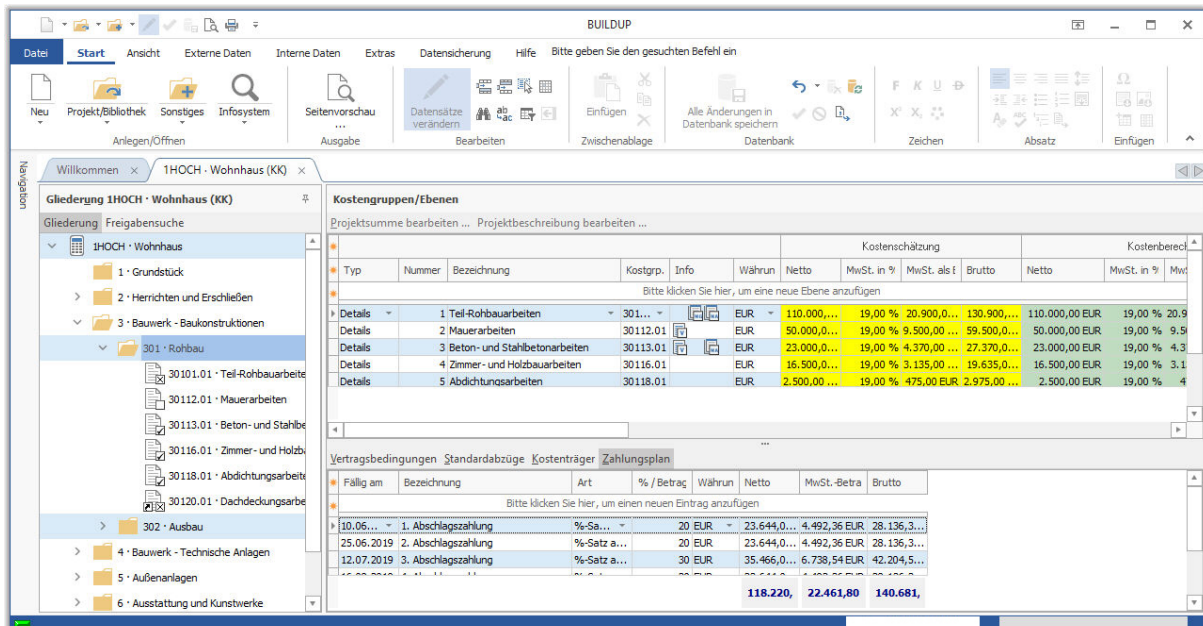 BUILDUP
Datei Start Ansicht Externe Daten Interne Daten Extras Datensicherung Hilfe Bitte geben Sie den gesuchten Befehl ein
Neu Projekt/Bibliothek Sonstiges Infosystem Seitenvorschau ... Datensätze verändern Einfügen Alle Änderungen in Datenbank speichern F K U D
Anlegen/Öffnen Ausgabe Bearbeiten Zwischenablage Datenbank Zeichen Absatz Einfügen
Navigation
Willkommen 1HOCH · Wohnhaus (KK)
Gliederung 1HOCH · Wohnhaus (KK)
Gliederung Freigabensuche
1HOCH · Wohnhaus
1 · Grundstück
2 · Herrichten und Erschließen
3 · Bauwerk - Baukonstruktionen
301 · Rohbau
30101.01 · Teil-Rohbauarbeite
30112.01 · Mauerarbeiten
30113.01 · Beton- und Stahlbe
30116.01 · Zimmer- und Holzb
30118.01 · Abdichtungsarbeite
30120.01 · Dachdeckungsarbe
302 · Ausbau
4 · Bauwerk - Technische Anlagen
5 · Außenanlagen
6 · Ausstattung und Kunstwerke
Kostengruppen/Ebenen
Projektsumme bearbeiten ... Projektbeschreibung bearbeiten ...
Kostenschätzung Kostenberech
Typ Nummer Bezeichnung Kostgrp. Info Währun Netto MwSt. in % MwSt. als E Brutto Netto MwSt. in % Mw
Bitte klicken Sie hier, um eine neue Ebene anzufügen
Details 1 Teil-Rohbauarbeiten 301... EUR 110.000,... 19,00 % 20.900,0... 130.900,... 110.000,00 EUR 19,00 % 20.9
Details 2 Mauerarbeiten 30112.01 EUR 50.000,0... 19,00 % 9.500,00 ... 59.500,0... 50.000,00 EUR 19,00 % 9.50
Details 3 Beton- und Stahlbetonarbeiten 30113.01 EUR 23.000,0... 19,00 % 4.370,00 ... 27.370,0... 23.000,00 EUR 19,00 % 4.3
Details 4 Zimmer- und Holzbauarbeiten 30116.01 EUR 16.500,0... 19,00 % 3.135,00 ... 19.635,0... 16.500,00 EUR 19,00 % 3.1
Details 5 Abdichtungsarbeiten 30118.01 EUR 2.500,00 ... 19,00 % 475,00 EUR 2.975,00 ... 2.500,00 EUR 19,00 % 4
Vertragsbedingungen Standardabzüge Kostenträger Zahlungsplan
Fällig am Bezeichnung Art % / Betrag Währun Netto MwSt.-Betra Brutto
Bitte klicken Sie hier, um einen neuen Eintrag anzufügen
10.06... 1. Abschlagszahlung %-Sa... 20 EUR 23.644,0... 4.492,36 EUR 28.136,3...
25.06.2019 2. Abschlagszahlung %-Satz a... 20 EUR 23.644,0... 4.492,36 EUR 28.136,3...
12.07.2019 3. Abschlagszahlung %-Satz a... 30 EUR 35.466,0... 6.738,54 EUR 42.204,5...
118.220, 22.461,80 140.681,